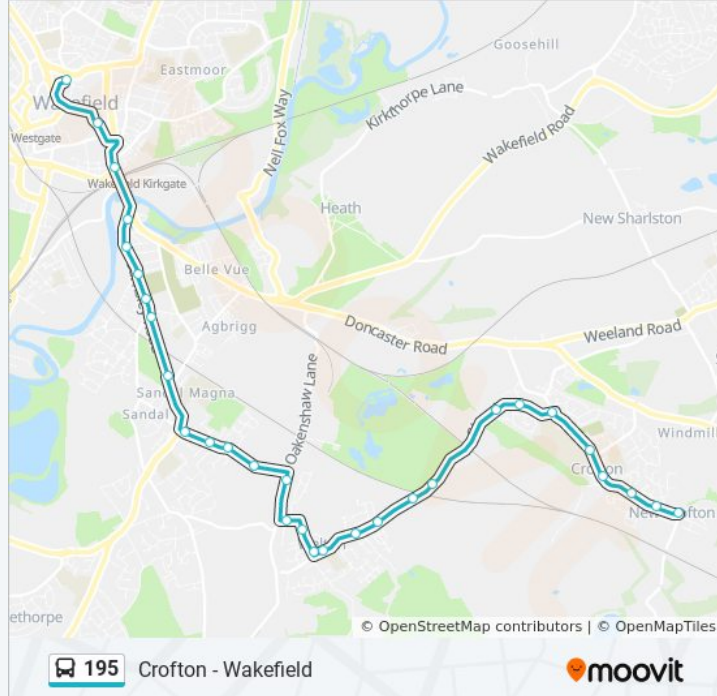 Goosehill
Eastmoor
Kirkthorpe Lane
Neil Fox Way
Wakefield
Wakefield Road
Westgate
Wakefield Kirkgate
Heath
New Sharlston
Belle Vue
Agbrigg
Doncaster Road
Weeland Road
Oakenshaw Lane
Sandal Magna
Sandal
Windmill
Crofton
New Crofton
ethorpe
© OpenStreetMap contributors | © OpenMapTiles
195 Crofton - Wakefield
moovit